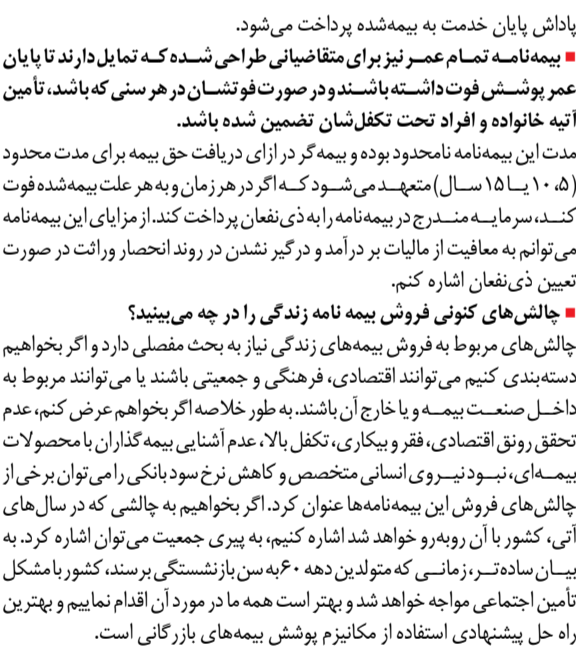 پاداش پایان خدمت به بیمه‌شده پرداخت می‌شود.
■ بیمه‌نامه تمام عمر نیز برای متقاضیانی طراحی شده که تمایل دارند تا پایان
عمر پوشش فوت داشته باشند و در صورت فوتشان در هر سنی که باشد، تأمین
آتیه خانواده و افراد تحت تکفل‌شان تضمین شده باشد.
مدت این بیمه‌نامه نامحدود بوده و بیمه‌گر در ازای دریافت حق بیمه برای مدت محدود
(۵، ۱۰ یا ۱۵ سال) متعهد می‌شود که اگر در هر زمان و به هر علت بیمه‌شده فوت
کند، سرمایه مندرج در بیمه‌نامه را به ذی‌نفعان پرداخت کند. از مزایای این بیمه‌نامه
می‌توانم به معافیت از مالیات بر درآمد و درگیر نشدن در روند انحصار وراثت در صورت
تعیین ذی‌نفعان اشاره کنم.
■ چالش‌های کنونی فروش بیمه نامه زندگی را در چه می‌بینید؟
چالش‌های مربوط به فروش بیمه‌های زندگی نیاز به بحث مفصلی دارد و اگر بخواهیم
دسته‌بندی کنیم می‌توانند اقتصادی، فرهنگی و جمعیتی باشند یا می‌توانند مربوط به
داخل صنعت بیمه و یا خارج آن باشند. به طور خلاصه اگر بخواهم عرض کنم، عدم
تحقق رونق اقتصادی، فقر و بیکاری، تکفل بالا، عدم آشنایی بیمه گذاران با محصولات
بیمه‌ای، نبود نیروی انسانی متخصص و کاهش نرخ سود بانکی را می‌توان برخی از
چالش‌های فروش این بیمه‌نامه‌ها عنوان کرد. اگر بخواهیم به چالشی که در سال‌های
آتی، کشور با آن روبه‌رو خواهد شد اشاره کنیم، به پیری جمعیت می‌توان اشاره کرد. به
بیان ساده‌تر، زمانی که متولدین دهه ۶۰ به سن بازنشستگی برسند، کشور با مشکل
تأمین اجتماعی مواجه خواهد شد و بهتر است همه ما در مورد آن اقدام نماییم و بهترین
راه حل پیشنهادی استفاده از مکانیزم پوشش بیمه‌های بازرگانی است.